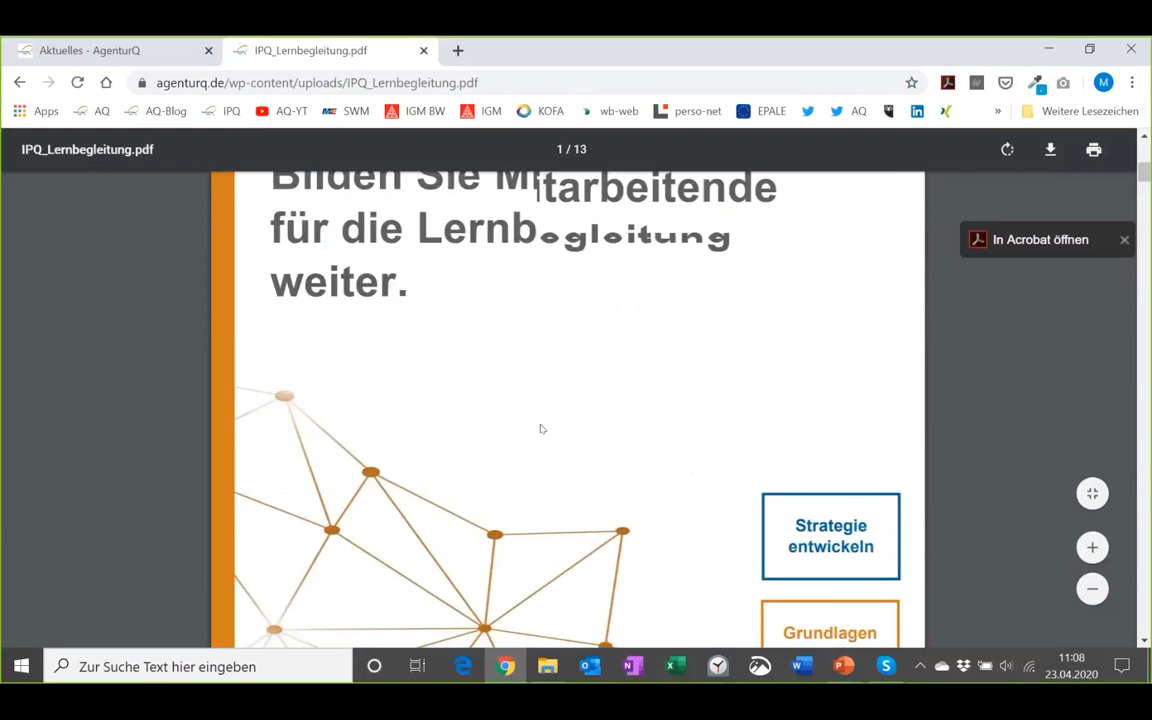 Aktuelles - AgenturQ
IPQ_Lernbegleitung.pdf
agenturq.de/wp-content/uploads/IPQ_Lernbegleitung.pdf
M
Apps AQ AQ-Blog IPQ AQ-YT SWM IGM BW IGM KOFA wb-web perso-net EPALE AQ » Weitere Lesezeichen
IPQ_Lernbegleitung.pdf 1 / 13
In Acrobat öffnen
Bilden Sie Mitarbeitende
für die Lernbegleitung
weiter.
Strategie
entwickeln
Grundlagen
Zur Suche Text hier eingeben
11:08
23.04.2020